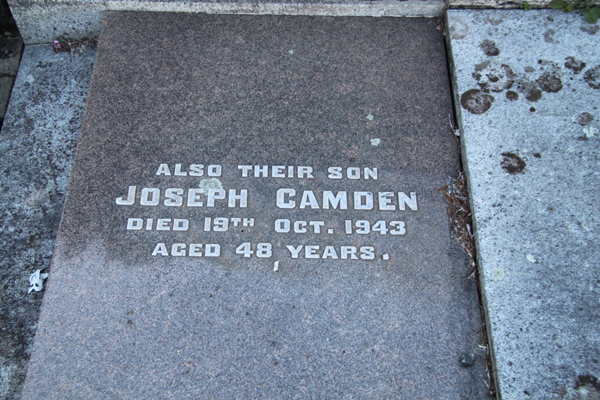 ALSO THEIR SON
JOSEPH CAMDEN
DIED 19TH OCT. 1943
AGED 48 YEARS.